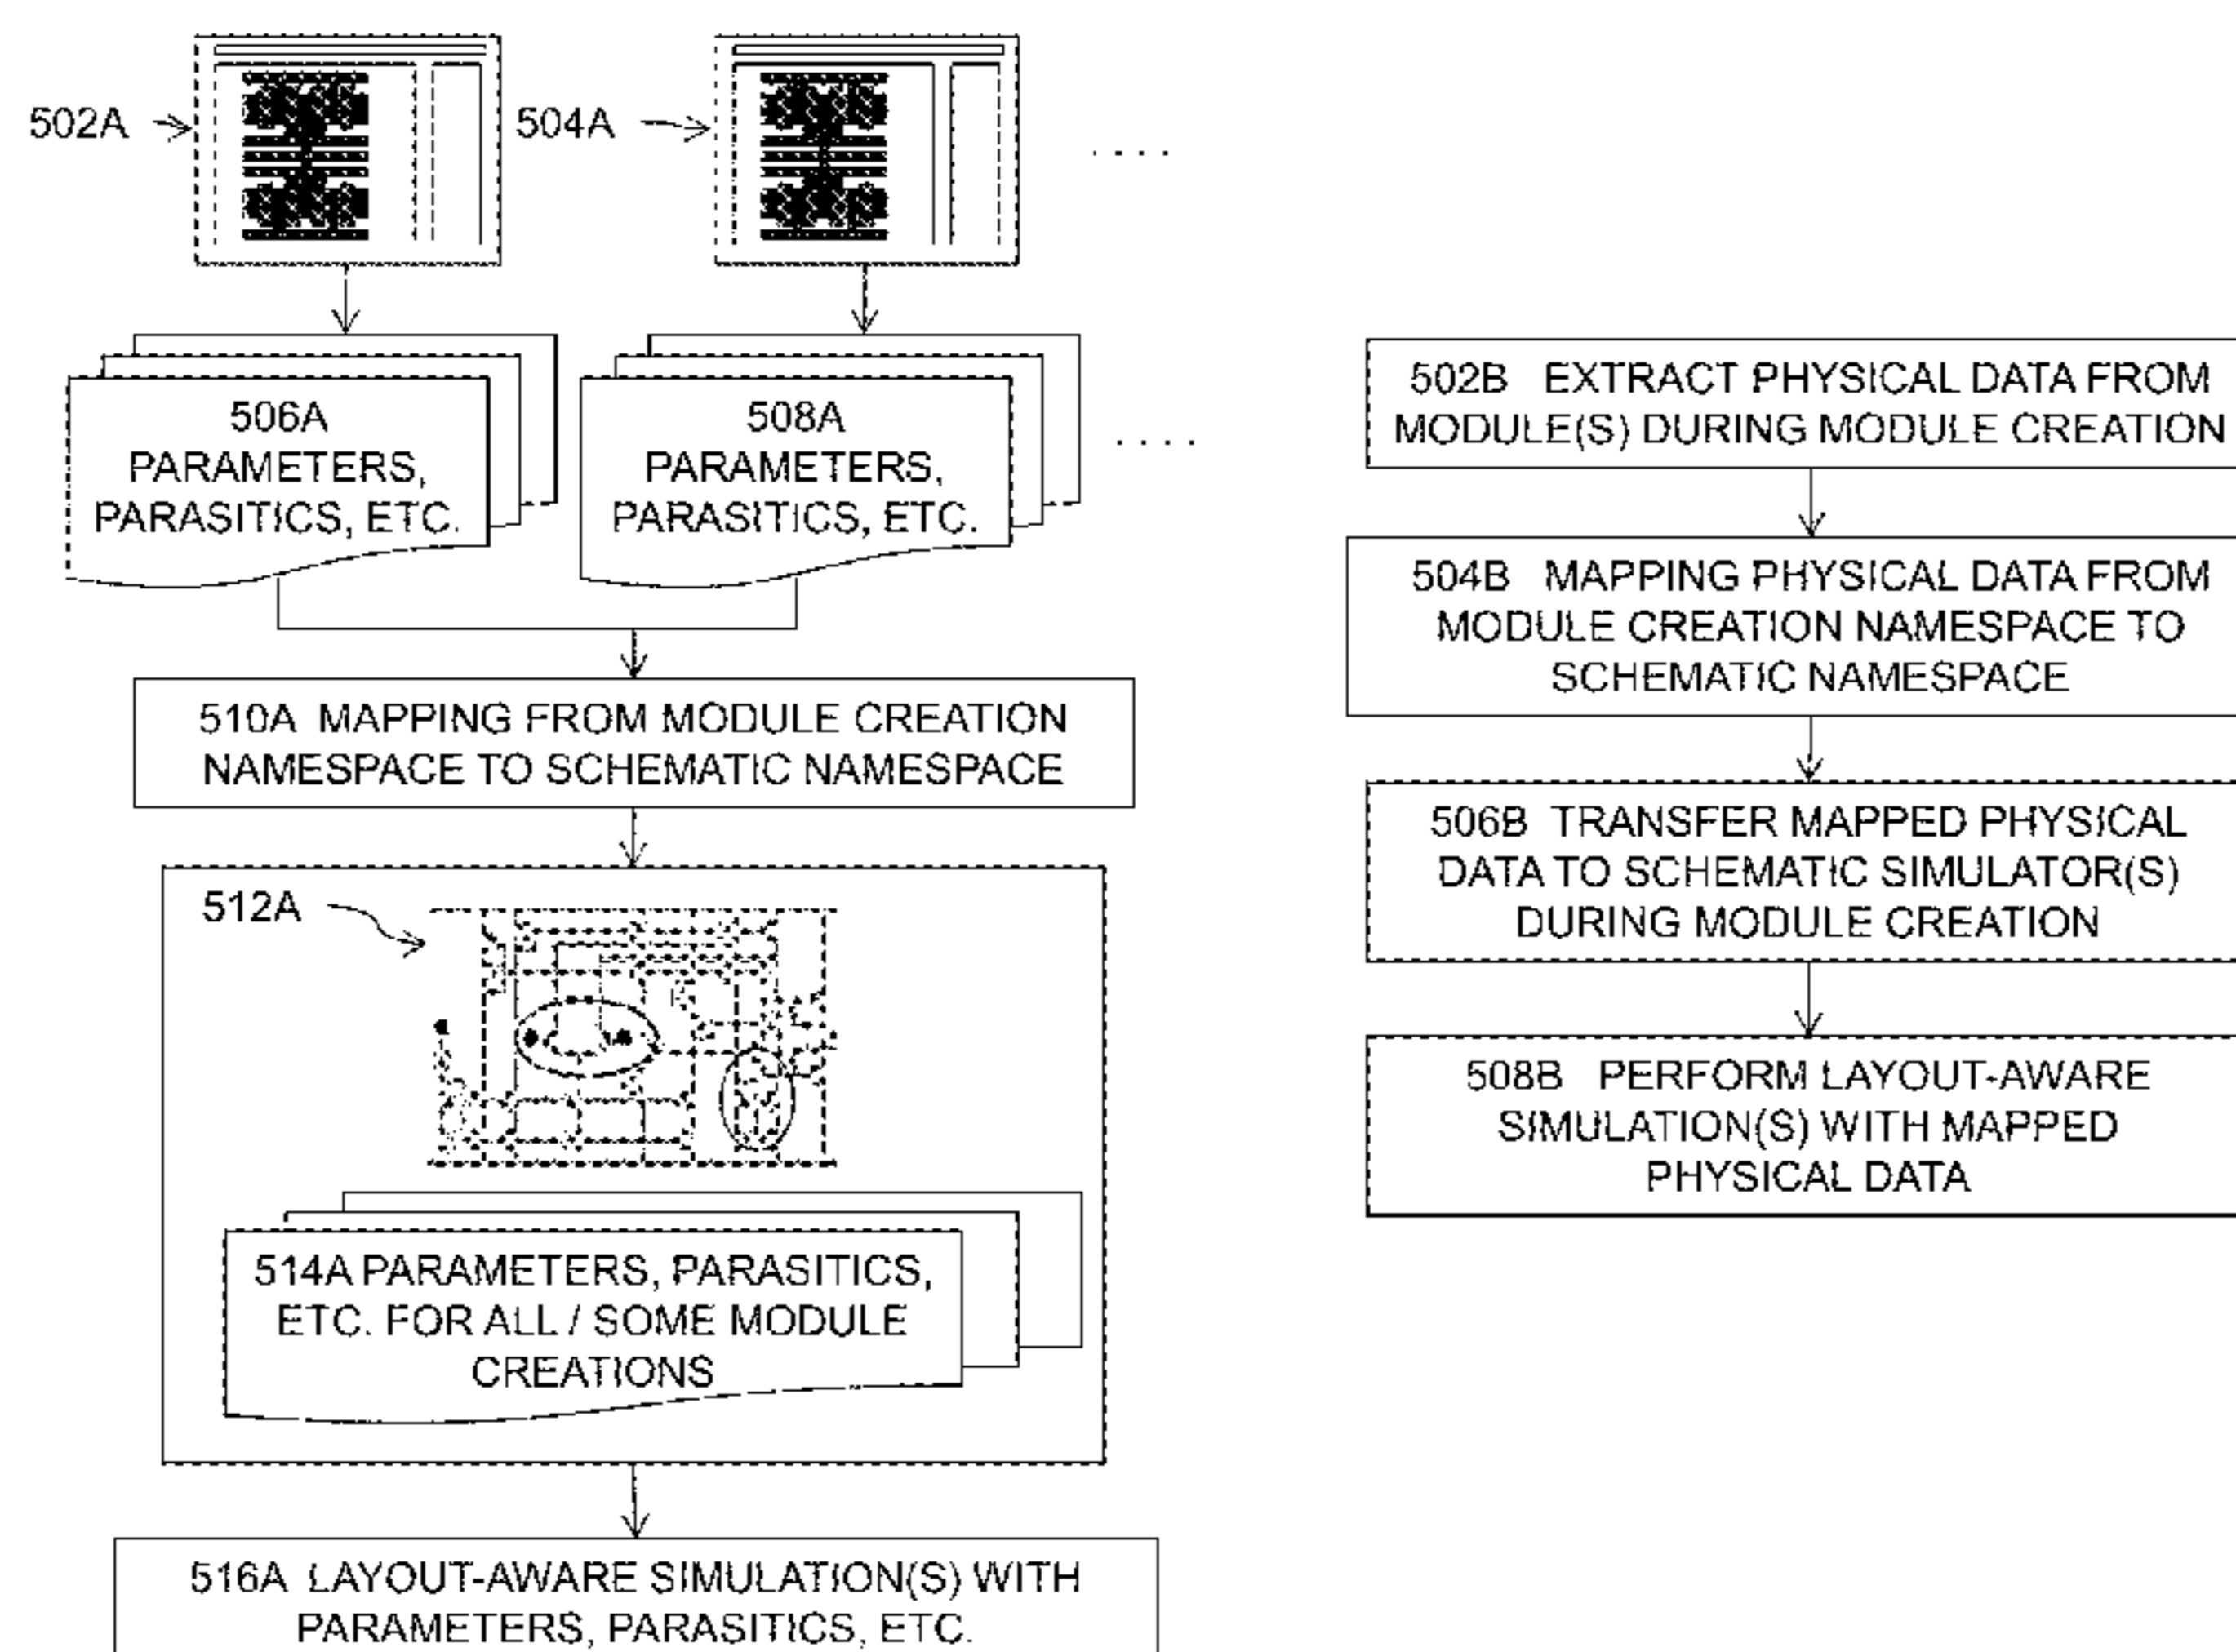 502A
504A
. . . .
506A
PARAMETERS,
PARASITICS, ETC.
508A
PARAMETERS,
PARASITICS, ETC.
. . . .
510A MAPPING FROM MODULE CREATION
NAMESPACE TO SCHEMATIC NAMESPACE
512A
514A PARAMETERS, PARASITICS,
ETC. FOR ALL / SOME MODULE
CREATIONS
516A LAYOUT-AWARE SIMULATION(S) WITH
PARAMETERS, PARASITICS, ETC.
502B EXTRACT PHYSICAL DATA FROM
MODULE(S) DURING MODULE CREATION
504B MAPPING PHYSICAL DATA FROM
MODULE CREATION NAMESPACE TO
SCHEMATIC NAMESPACE
506B TRANSFER MAPPED PHYSICAL
DATA TO SCHEMATIC SIMULATOR(S)
DURING MODULE CREATION
508B PERFORM LAYOUT-AWARE
SIMULATION(S) WITH MAPPED
PHYSICAL DATA